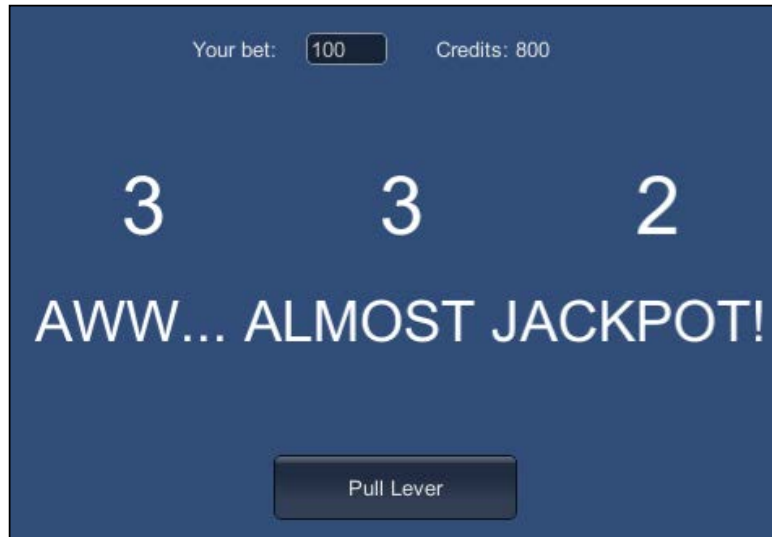 Your bet: 100 Credits: 800
3 3 2
AWW... ALMOST JACKPOT!
Pull Lever